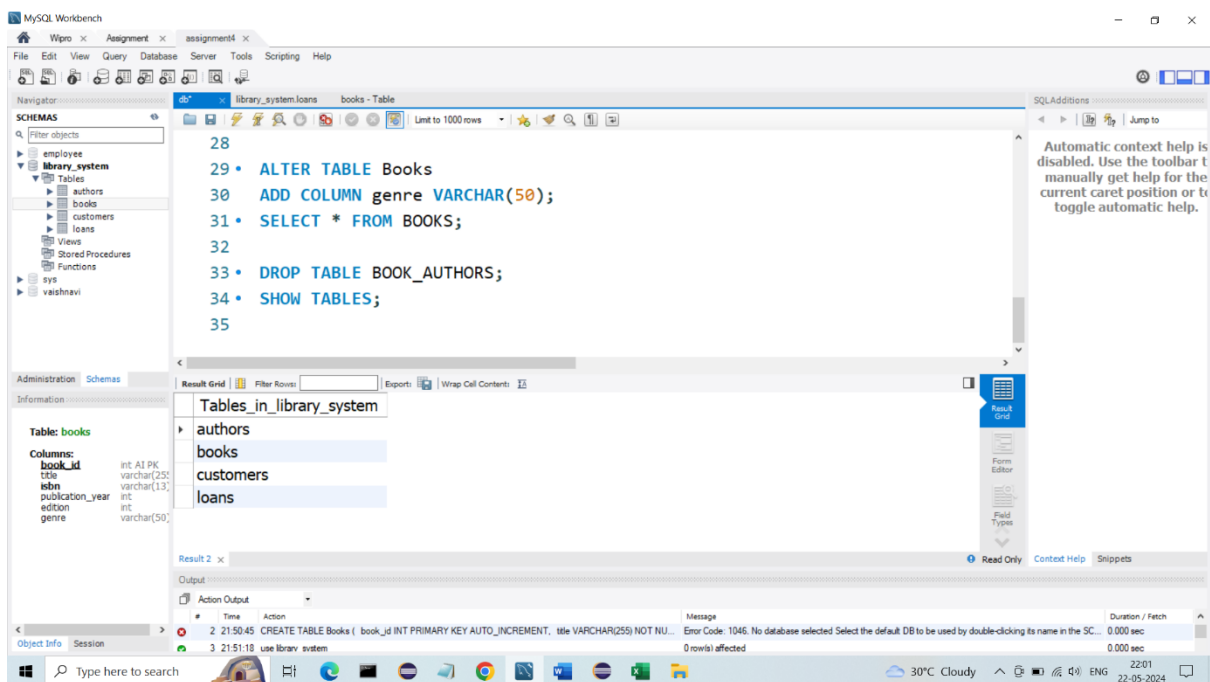 MySQL Workbench
Wipro × Assignment × assignment4 ×
File Edit View Query Database Server Tools Scripting Help
Navigator
SCHEMAS
Filter objects
employee
library_system
Tables
authors
books
customers
loans
Views
Stored Procedures
Functions
sys
vaishnavi
Administration Schemas
Information
Table: books
Columns:
book_id int AI PK
title varchar(255
isbn varchar(13)
publication_year int
edition int
genre varchar(50)
Object Info Session
db* × library_system.loans books - Table
Limit to 1000 rows
28
29 • ALTER TABLE Books
30 ADD COLUMN genre VARCHAR(50);
31 • SELECT * FROM BOOKS;
32
33 • DROP TABLE BOOK_AUTHORS;
34 • SHOW TABLES;
35
Result Grid Filter Rows: Export: Wrap Cell Content:
Tables_in_library_system
authors
books
customers
loans
Result Grid
Form Editor
Field Types
Result 2 × Read Only
SQLAdditions
Jump to
Automatic context help is
disabled. Use the toolbar t
manually get help for the
current caret position or to
toggle automatic help.
Context Help Snippets
Output
Action Output
# Time Action Message Duration / Fetch
2 21:50:45 CREATE TABLE Books ( book_id INT PRIMARY KEY AUTO_INCREMENT, title VARCHAR(255) NOT NU... Error Code: 1046. No database selected Select the default DB to be used by double-clicking its name in the SC... 0.000 sec
3 21:51:18 use library_system 0 row(s) affected 0.000 sec
Type here to search
30°C Cloudy
ENG
22:01
22-05-2024